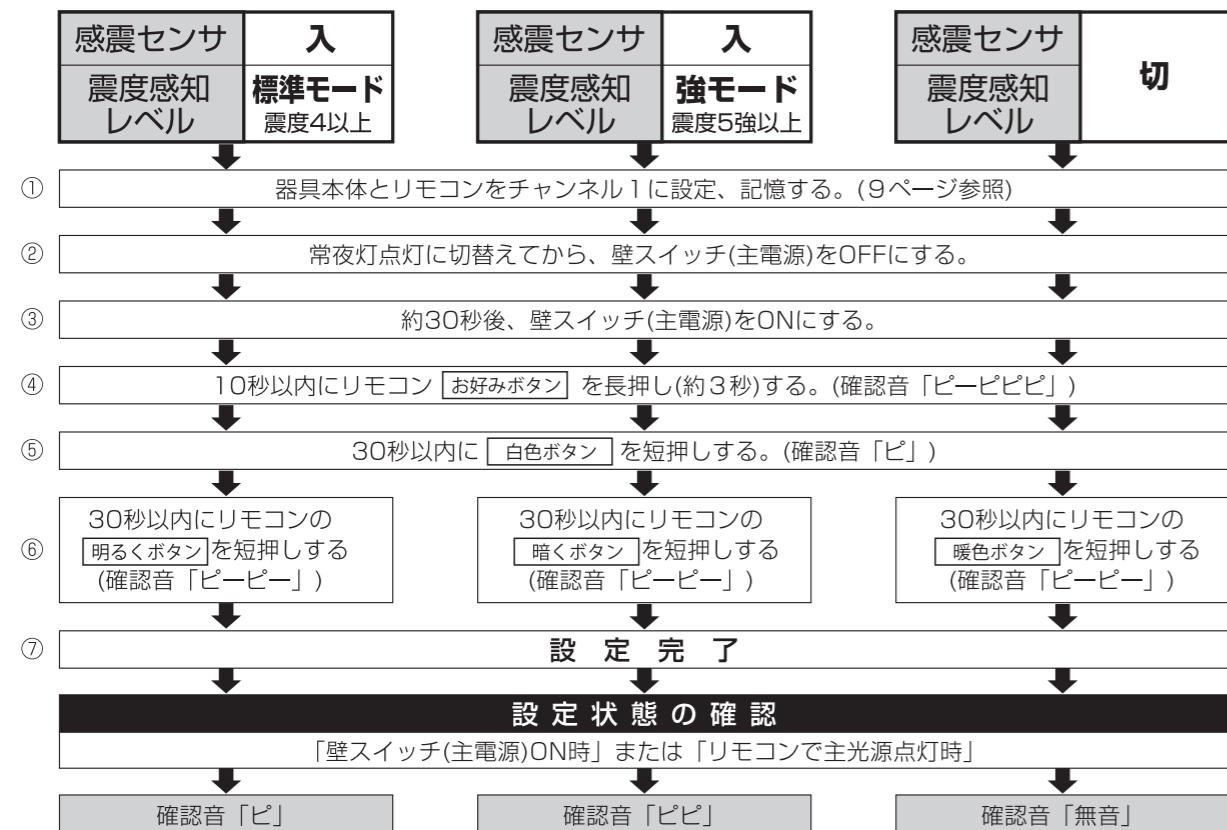 感震センサ 入 感震センサ 入 感震センサ 切
震度感知レベル 標準モード 震度4以上 震度感知レベル 強モード 震度5強以上 震度感知レベル
① 器具本体とリモコンをチャンネル1に設定、記憶する。(9ページ参照)
② 常夜灯点灯に切替えてから、壁スイッチ(主電源)をOFFにする。
③ 約30秒後、壁スイッチ(主電源)をONにする。
④ 10秒以内にリモコン お好みボタン を長押し(約3秒)する。(確認音「ピーピピピ」)
⑤ 30秒以内に 白色ボタン を短押しする。(確認音「ピ」)
⑥
30秒以内にリモコンの
明るくボタン を短押しする
(確認音「ピーピー」)
30秒以内にリモコンの
暗くボタン を短押しする
(確認音「ピーピー」)
30秒以内にリモコンの
暖色ボタン を短押しする
(確認音「ピーピー」)
⑦ 設定完了
設定状態の確認
「壁スイッチ(主電源)ON時」または「リモコンで主光源点灯時」
確認音「ピ」 確認音「ピピ」 確認音「無音」